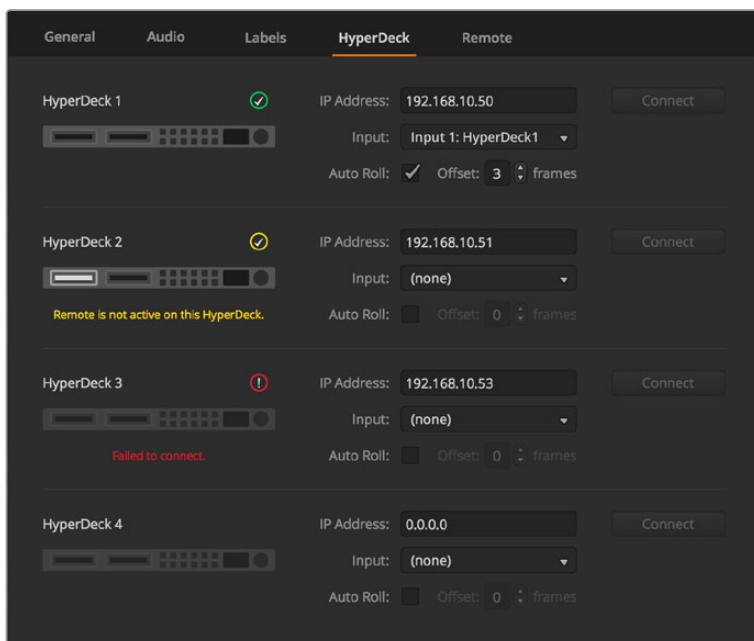 General Audio Labels HyperDeck Remote
HyperDeck 1 IP Address: 192.168.10.50 Connect
Input: Input 1: HyperDeck1
Auto Roll: Offset: 3 frames
HyperDeck 2 IP Address: 192.168.10.51 Connect
Input: (none)
Remote is not active on this HyperDeck. Auto Roll: Offset: 0 frames
HyperDeck 3 IP Address: 192.168.10.53 Connect
Input: (none)
Failed to connect. Auto Roll: Offset: 0 frames
HyperDeck 4 IP Address: 0.0.0.0 Connect
Input: (none)
Auto Roll: Offset: 0 frames